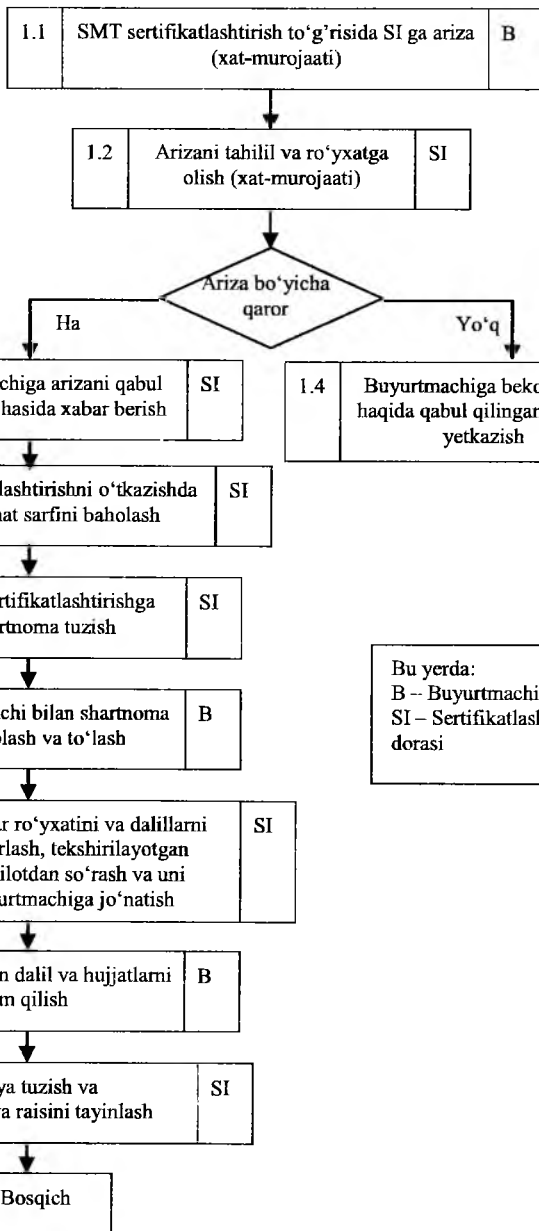 1.1 SMT sertifikatlashtirish to‘g‘risida SI ga ariza B
(xat-murojaati)
1.2 Arizani tahilil va ro‘yxatga SI
olish (xat-murojaati)
Ariza bo‘yicha
qaror
Ha
Yo‘q
chiga arizani qabul SI
hasida xabar berish
1.4 Buyurtmachiga beko
haqida qabul qilingan
yetkazish
lashtirishni o‘tkazishda SI
nat sarfini baholash
rtifikatlashtirishga SI
rtnoma tuzish
Bu yerda:
B – Buyurtmachi
SI – Sertifikatlash
dorasi
chi bilan shartnoma B
olash va to‘lash
ar ro‘yxatini va dalillarni SI
rlash, tekshirilayotgan
ilotdan so‘rash va uni
urtmachiga jo‘natish
n dalil va hujjatlarni B
m qilish
ya tuzish va SI
va raisini tayinlash
Bosqich